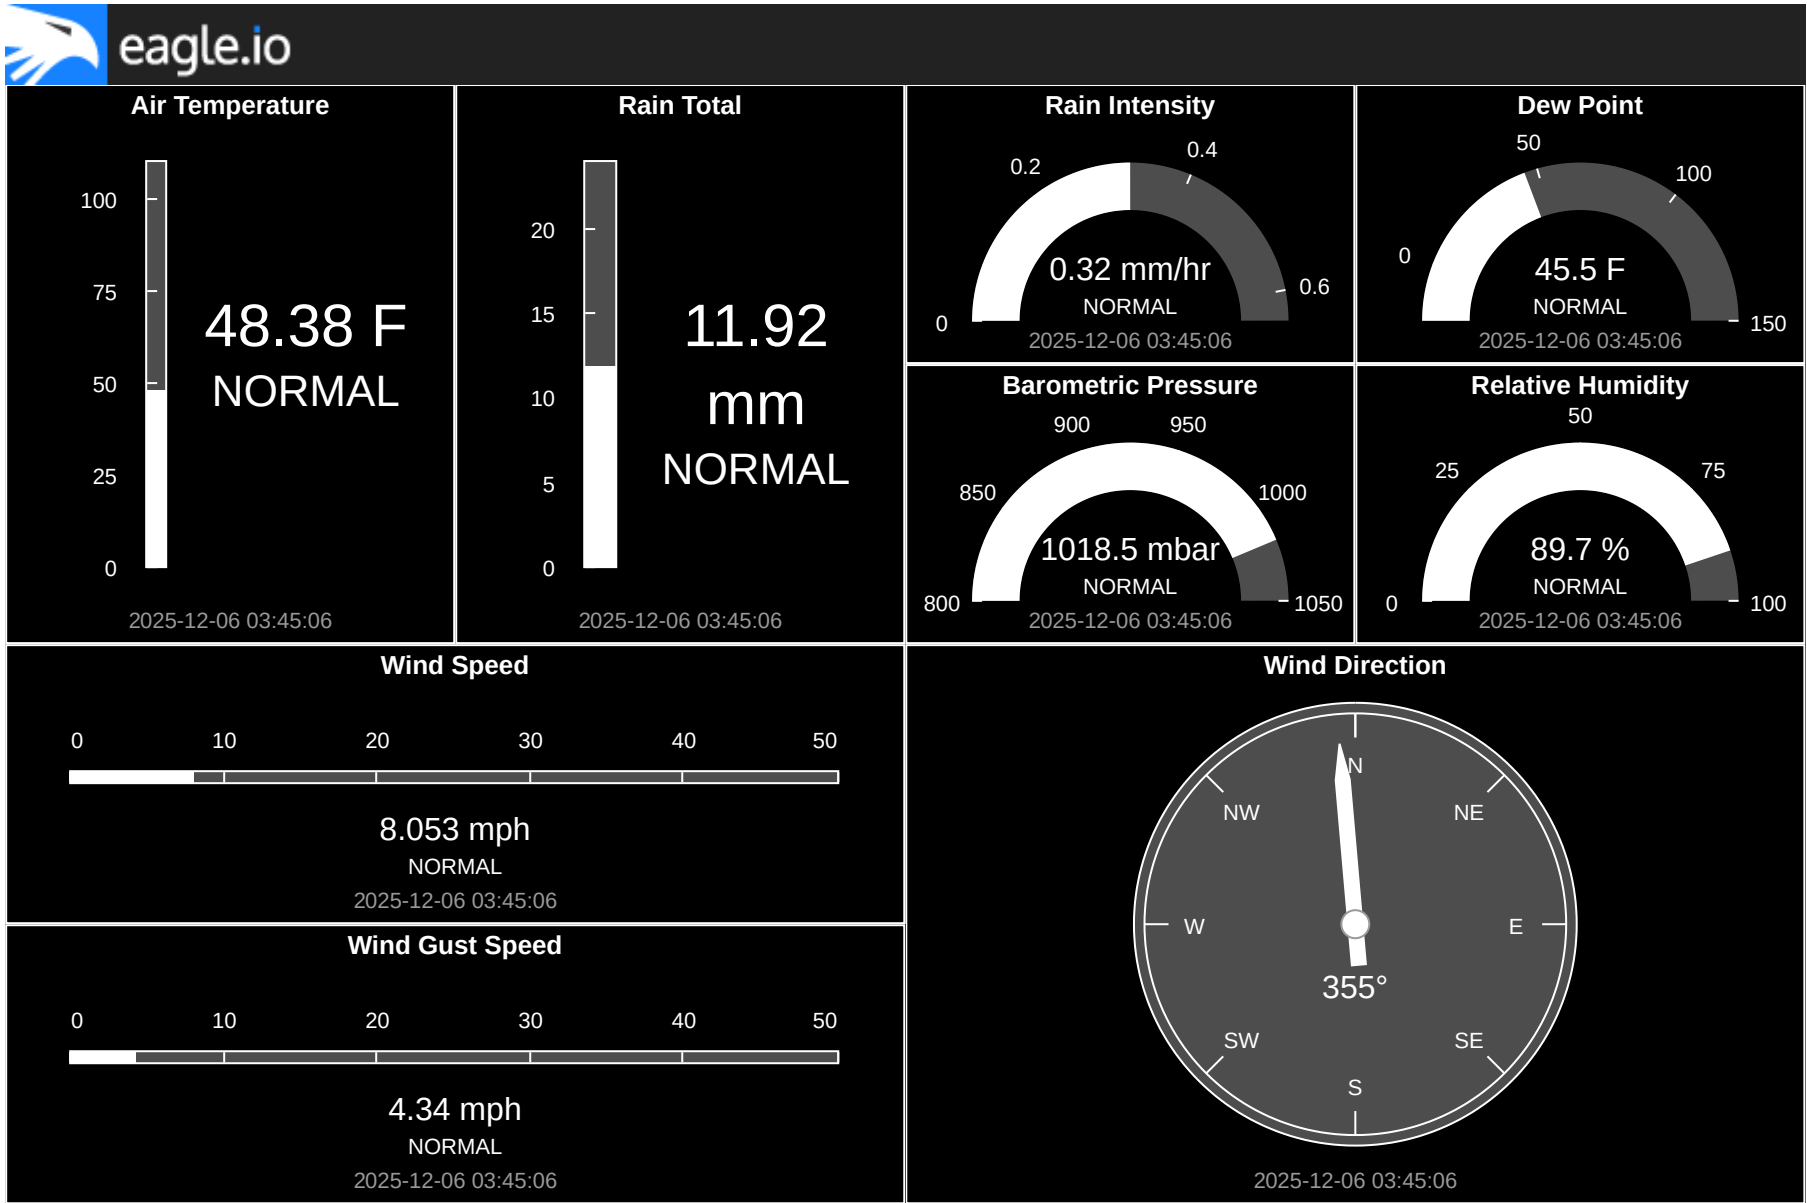 eagle.io
Air Temperature
100
75
50
25
0
48.38 F
NORMAL
2025-12-06 03:45:06
Rain Total
20
15
10
5
0
11.92
mm
NORMAL
2025-12-06 03:45:06
Rain Intensity
0
0.2
0.4
0.6
0.32 mm/hr
NORMAL
2025-12-06 03:45:06
Dew Point
0
50
100
150
45.5 F
NORMAL
2025-12-06 03:45:06
Barometric Pressure
800
850
900
950
1000
1050
1018.5 mbar
NORMAL
2025-12-06 03:45:06
Relative Humidity
0
25
50
75
100
89.7 %
NORMAL
2025-12-06 03:45:06
Wind Speed
0 10 20 30 40 50
8.053 mph
NORMAL
2025-12-06 03:45:06
Wind Gust Speed
0 10 20 30 40 50
4.34 mph
NORMAL
2025-12-06 03:45:06
Wind Direction
N
NW NE
W E
355°
SW SE
S
2025-12-06 03:45:06